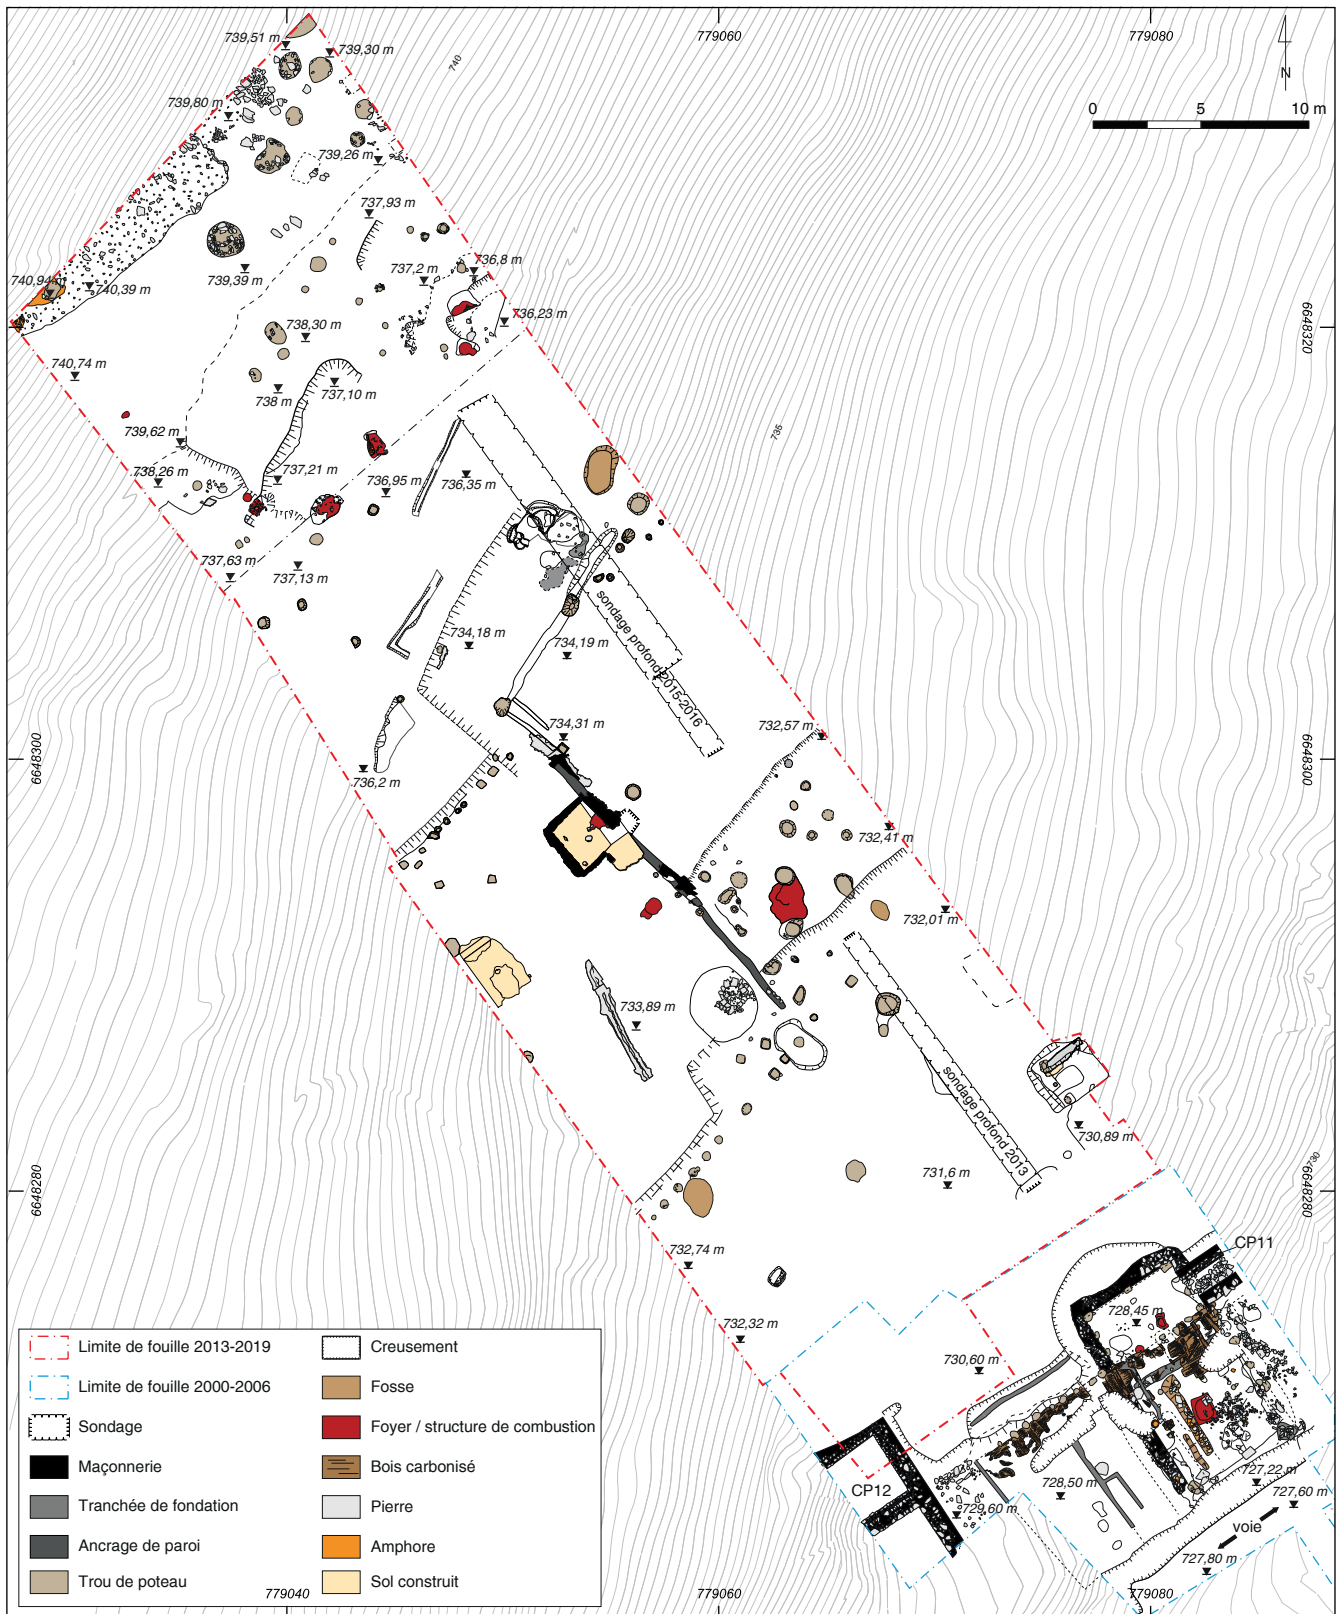 779060
779080
740
N
0 5 10 m
739,51 m
739,30 m
739,80 m
739,26 m
737,93 m
737,2 m
736,8 m
740,94 m
740,39 m
739,39 m
736,23 m
738,30 m
6648320
6648320
740,74 m
738 m
737,10 m
739,62 m
735
738,26 m
737,21 m
736,95 m
736,35 m
737,63 m
737,13 m
sondage profond 2015-2016
734,18 m
734,19 m
734,31 m
732,57 m
6648300
6648300
736,2 m
732,41 m
732,01 m
733,89 m
sondage profond 2013
730,89 m
730
731,6 m
6648280
6648280
732,74 m
CP11
728,45 m
732,32 m
730,60 m
CP12
729,60 m
728,50 m
727,22 m
727,60 m
voie
727,80 m
Limite de fouille 2013-2019
Limite de fouille 2000-2006
Sondage
Maçonnerie
Tranchée de fondation
Ancrage de paroi
Trou de poteau
Creusement
Fosse
Foyer / structure de combustion
Bois carbonisé
Pierre
Amphore
Sol construit
779040
779060
779080